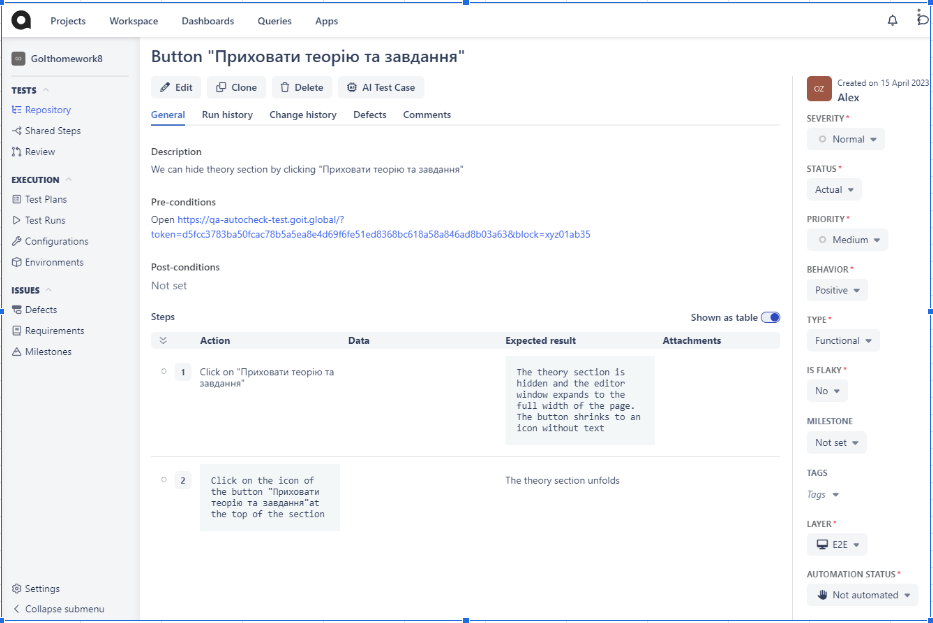 Projects Workspace Dashboards Queries Apps
GoIthomework8
TESTS
Repository
Shared Steps
Review
EXECUTION
Test Plans
Test Runs
Configurations
Environments
ISSUES
Defects
Requirements
Milestones
Settings
Collapse submenu
Button "Приховати теорію та завдання"
Edit Clone Delete AI Test Case
General Run history Change history Defects Comments
Description
We can hide theory section by clicking "Приховати теорію та завдання"
Pre-conditions
Open https://qa-autocheck-test.goit.global/?
token=d5fcc3783ba50fcac78b5a5ea8e4d69f6fe51ed8368bc618a58a846ad8b03a63&block=xyz01ab35
Post-conditions
Not set
Steps
Shown as table
Action Data Expected result Attachments
1
Click on "Приховати теорію та
завдання"
The theory section is
hidden and the editor
window expands to the
full width of the page.
The button shrinks to an
icon without text
2
Click on the icon of
the button "Приховати
теорію та завдання"at
the top of the section
The theory section unfolds
OZ
Created on 15 April 2023
Alex
SEVERITY*
Normal
STATUS*
Actual
PRIORITY*
Medium
BEHAVIOR*
Positive
TYPE*
Functional
IS FLAKY*
No
MILESTONE
Not set
TAGS
Tags
LAYER*
E2E
AUTOMATION STATUS*
Not automated